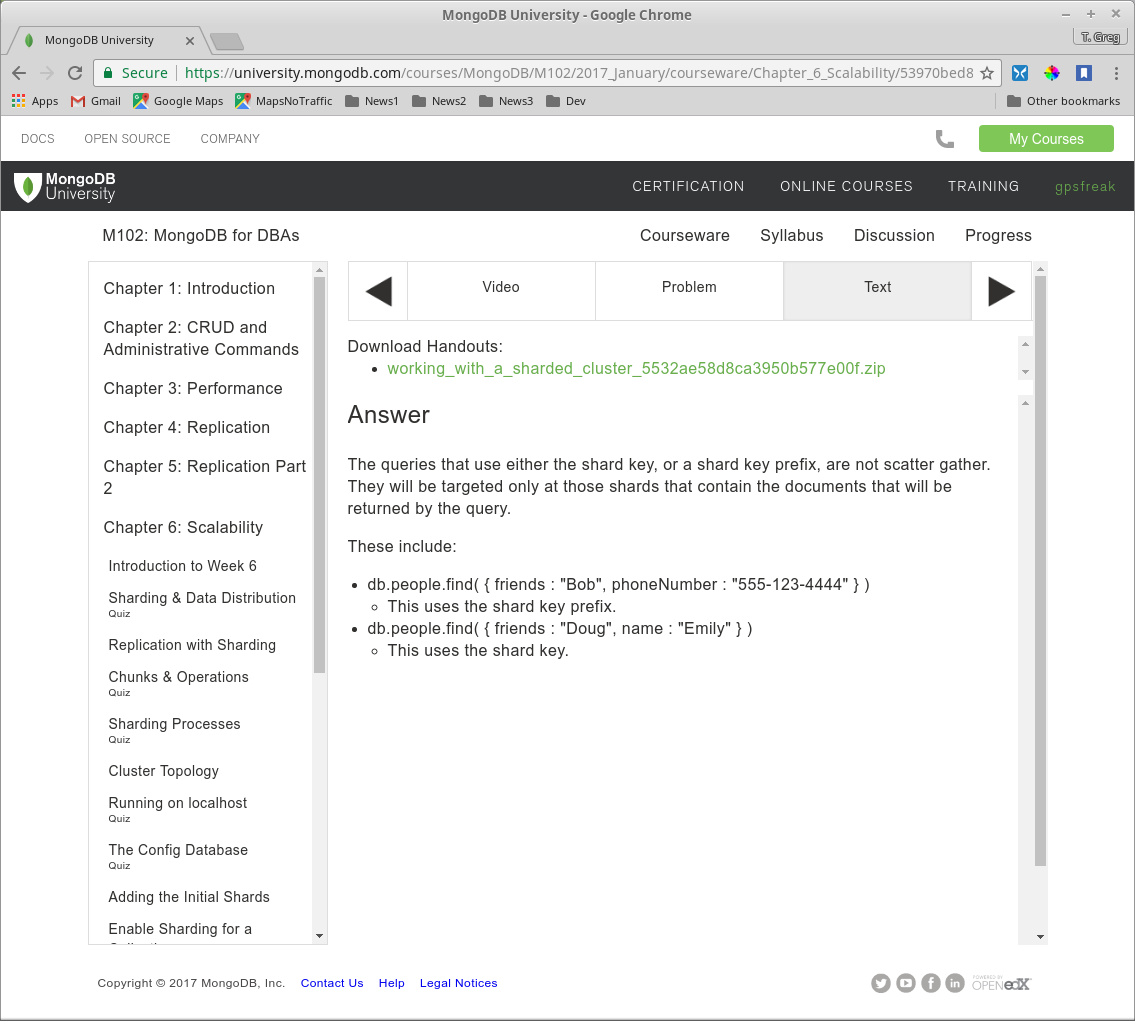 MongoDB University - Google Chrome
MongoDB University
T. Greg
Secure https://university.mongodb.com/courses/MongoDB/M102/2017_January/courseware/Chapter_6_Scalability/53970bed8
Apps Gmail Google Maps MapsNoTraffic News1 News2 News3 Dev Other bookmarks
DOCS OPEN SOURCE COMPANY My Courses
MongoDB
University
CERTIFICATION ONLINE COURSES TRAINING gpsfreak
M102: MongoDB for DBAs Courseware Syllabus Discussion Progress
Chapter 1: Introduction
Chapter 2: CRUD and
Administrative Commands
Chapter 3: Performance
Chapter 4: Replication
Chapter 5: Replication Part
2
Chapter 6: Scalability
Introduction to Week 6
Sharding & Data Distribution
Quiz
Replication with Sharding
Chunks & Operations
Quiz
Sharding Processes
Quiz
Cluster Topology
Running on localhost
Quiz
The Config Database
Quiz
Adding the Initial Shards
Enable Sharding for a
Video Problem Text
Download Handouts:
• working_with_a_sharded_cluster_5532ae58d8ca3950b577e00f.zip
Answer
The queries that use either the shard key, or a shard key prefix, are not scatter gather.
They will be targeted only at those shards that contain the documents that will be
returned by the query.
These include:
• db.people.find( { friends : "Bob", phoneNumber : "555-123-4444" } )
◦ This uses the shard key prefix.
• db.people.find( { friends : "Doug", name : "Emily" } )
◦ This uses the shard key.
Copyright © 2017 MongoDB, Inc. Contact Us Help Legal Notices
POWERED BY
OPEN edX